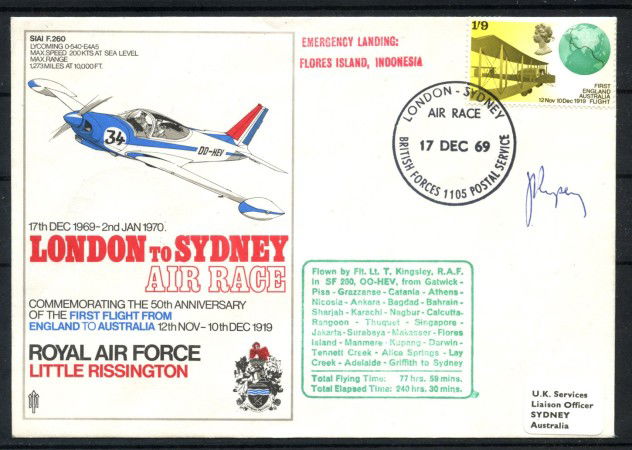 SIAI F.260
LYCOMING 0-540-E4A5
MAX.SPEED 200KTS AT SEA LEVEL
MAX.RANGE
1,273 MILES AT 10,000FT.
34
OO-HEV
17TH DEC 1969-2ND JAN 1970.
LONDON TO SYDNEY
AIR RACE
COMMEMORATING THE 50TH ANNIVERSARY
OF THE FIRST FLIGHT FROM
ENGLAND TO AUSTRALIA 12TH NOV-10TH DEC 1919
ROYAL AIR FORCE
LITTLE RISSINGTON
EMERGENCY LANDING:
FLORES ISLAND, INDONESIA
LONDON - SYDNEY
AIR RACE
17 DEC 69
BRITISH FORCES 1105 POSTAL SERVICE
1/9
FIRST
ENGLAND
AUSTRALIA
FLIGHT
12 Nov 10 Dec 1919
Flown by Flt. Lt. T. Kingsley, R.A.F.
in SF 260, OO-HEV, from Gatwick-
Pisa - Grazzanse - Catania - Athens-
Nicosia - Ankara - Bagdad - Bahrain-
Sharjah - Karachi - Nagbur - Calcutta-
Rangoon - Thuquet - Singapore-
Jakarta - Surabaya - Makasser - Flores
Island - Manmere - Kupang - Darwin-
Tennett Creek - Alice Springs - Lay
Creek - Adelaide - Griffith to Sydney
Total Flying Time: 77 hrs. 59 mins.
Total Elapsed Time: 240 hrs. 30 mins.
U.K. Services
Liaison Officer
SYDNEY
Australia